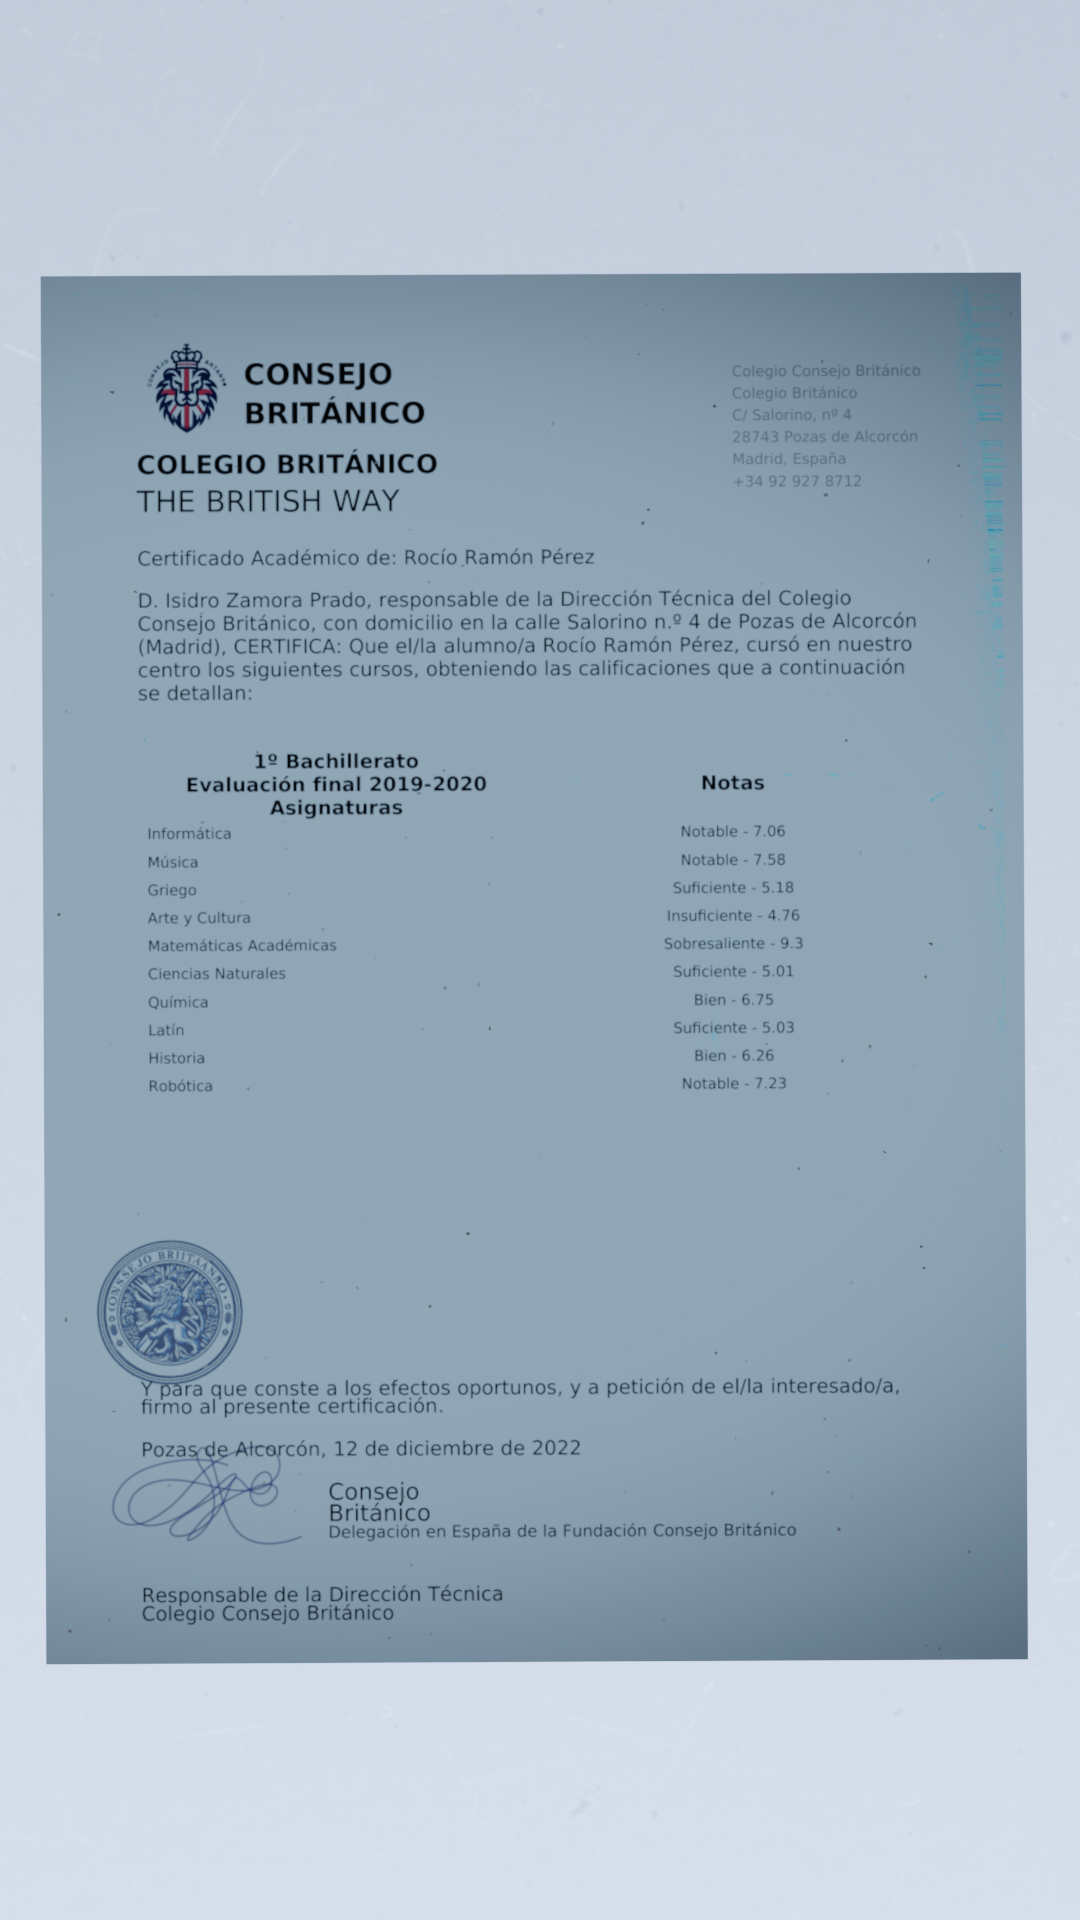 CONSEJO
BRITÁNICO
COLEGIO BRITÁNICO
THE BRITISH WAY
Colegio Consejo Británico
Colegio Británico
C/ Salorino, nº 4
28743 Pozas de Alcorcón
Madrid, España
+34 92 927 8712
Certificado Académico de: Rocío Ramón Pérez
D. Isidro Zamora Prado, responsable de la Dirección Técnica del Colegio
Consejo Británico, con domicilio en la calle Salorino n.º 4 de Pozas de Alcorcón
(Madrid), CERTIFICA: Que el/la alumno/a Rocío Ramón Pérez, cursó en nuestro
centro los siguientes cursos, obteniendo las calificaciones que a continuación
se detallan:
1º Bachillerato
Evaluación final 2019-2020
Asignaturas
Notas
Informática Notable - 7.06
Música Notable - 7.58
Griego Suficiente - 5.18
Arte y Cultura Insuficiente - 4.76
Matemáticas Académicas Sobresaliente - 9.3
Ciencias Naturales Suficiente - 5.01
Química Bien - 6.75
Latín Suficiente - 5.03
Historia Bien - 6.26
Robótica Notable - 7.23
Y para que conste a los efectos oportunos, y a petición de el/la interesado/a,
firmo al presente certificación.
Pozas de Alcorcón, 12 de diciembre de 2022
Consejo
Británico
Delegación en España de la Fundación Consejo Británico
Responsable de la Dirección Técnica
Colegio Consejo Británico